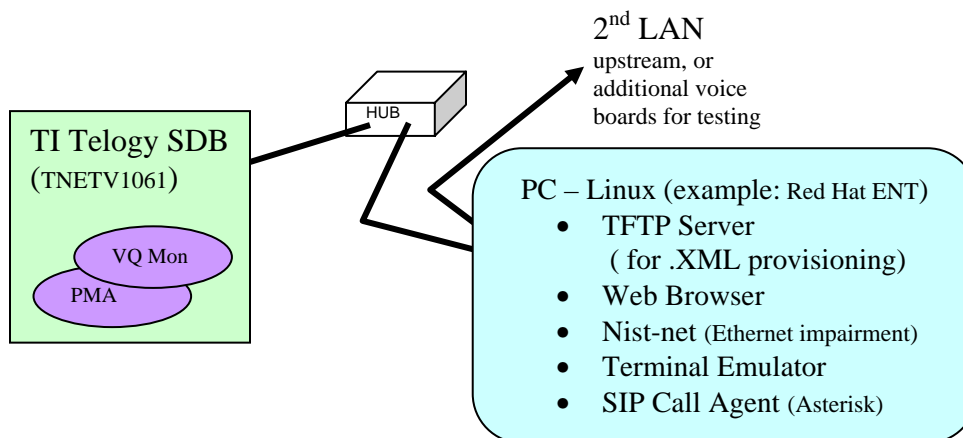 2nd LAN
upstream, or
additional voice
boards for testing
HUB
TI Telogy SDB
(TNETV1061)
VQ Mon
PMA
PC – Linux (example: Red Hat ENT)
• TFTP Server
( for .XML provisioning)
• Web Browser
• Nist-net (Ethernet impairment)
• Terminal Emulator
• SIP Call Agent (Asterisk)